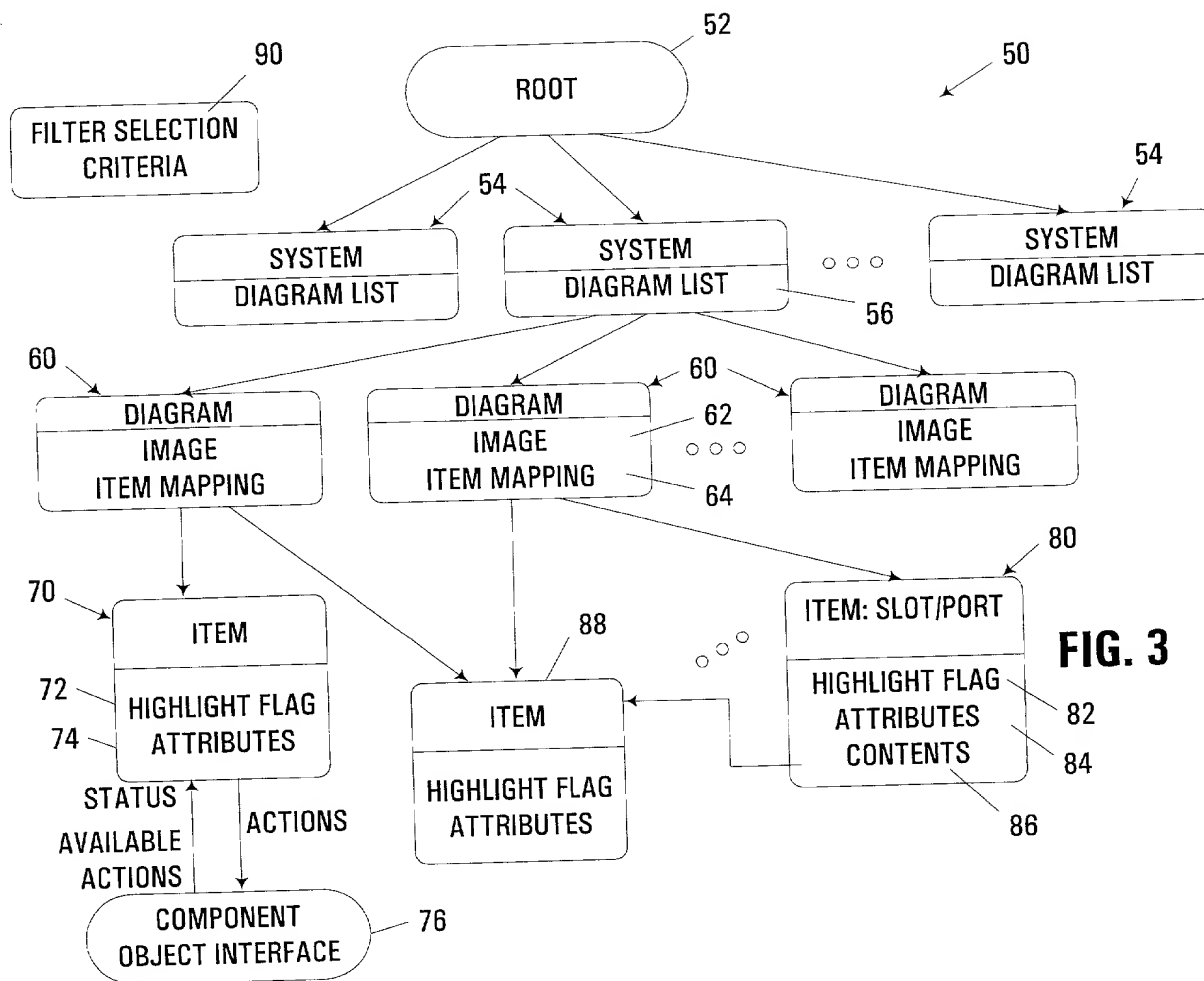 52
50
90
ROOT
FILTER SELECTION
CRITERIA
54
54
SYSTEM
DIAGRAM LIST
SYSTEM
DIAGRAM LIST
SYSTEM
DIAGRAM LIST
56
60
60
DIAGRAM
IMAGE
ITEM MAPPING
DIAGRAM
IMAGE
ITEM MAPPING
62
64
DIAGRAM
IMAGE
ITEM MAPPING
70
ITEM
72
HIGHLIGHT FLAG
74
ATTRIBUTES
88
ITEM
HIGHLIGHT FLAG
ATTRIBUTES
80
ITEM: SLOT/PORT
HIGHLIGHT FLAG
ATTRIBUTES
CONTENTS
82
84
86
FIG. 3
STATUS
AVAILABLE
ACTIONS
ACTIONS
COMPONENT
OBJECT INTERFACE
76